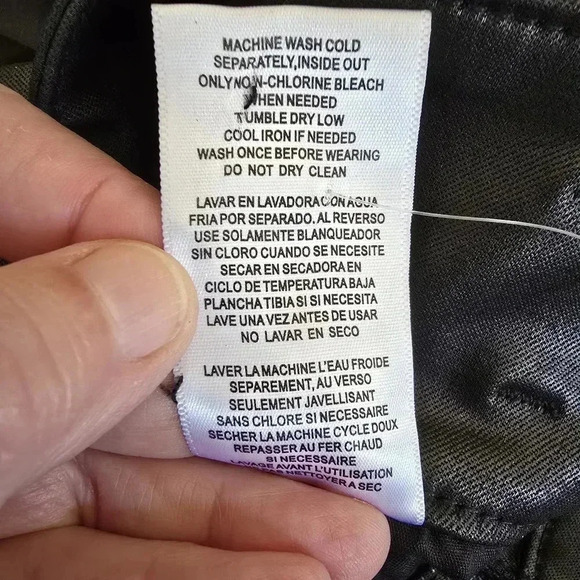 MACHINE WASH COLD
SEPARATELY,INSIDE OUT
ONLY NON-CHLORINE BLEACH
WHEN NEEDED
TUMBLE DRY LOW
COOL IRON IF NEEDED
WASH ONCE BEFORE WEARING
DO NOT DRY CLEAN
LAVAR EN LAVADORA CON AGUA
FRIA POR SEPARADO. AL REVERSO
USE SOLAMENTE BLANQUEADOR
SIN CLORO CUANDO SE NECESITE
SECAR EN SECADORA EN
CICLO DE TEMPERATURA BAJA
PLANCHA TIBIA SI SI NECESITA
LAVE UNA VEZ ANTES DE USAR
NO LAVAR EN SECO
LAVER LA MACHINE L'EAU FROIDE
SEPAREMENT, AU VERSO
SEULEMENT JAVELLISANT
SANS CHLORE SI NECESSAIRE
SECHER LA MACHINE CYCLE DOUX
REPASSER AU FER CHAUD
SI NECESSAIRE
LAVAGE AVANT L'UTILISATION
NETTOYER A SEC